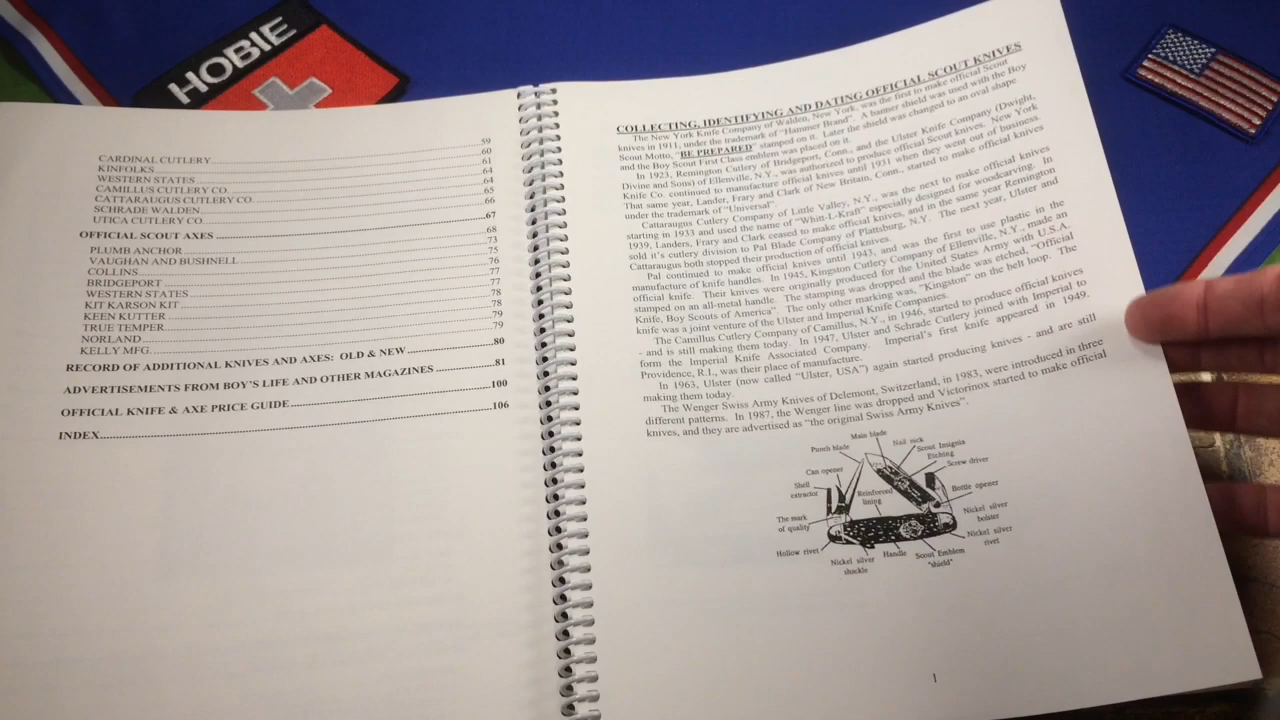 HOBIE
59
CARDINAL CUTLERY 60
KINFOLKS 61
WESTERN STATES 64
CAMILLUS CUTLERY CO. 64
CATTARAUGUS CUTLERY CO. 65
SCHRADE WALDEN 66
UTICA CUTLERY CO. 67
OFFICIAL SCOUT AXES 68
PLUMB ANCHOR 73
VAUGHAN AND BUSHNELL 75
COLLINS 76
BRIDGEPORT 77
WESTERN STATES 77
KIT KARSON KIT 78
KEEN KUTTER 78
TRUE TEMPER 79
NORLAND 79
KELLY MFG.
RECORD OF ADDITIONAL KNIVES AND AXES: OLD & NEW 80
ADVERTISEMENTS FROM BOY'S LIFE AND OTHER MAGAZINES 81
OFFICIAL KNIFE & AXE PRICE GUIDE 100
INDEX 106
COLLECTING, IDENTIFYING AND DATING OFFICIAL SCOUT KNIVES
The New York Knife Company of Walden, New York, was the first to make official Scout
knives in 1911, under the trademark of "Hammer Brand". A banner shield was used with the Boy
Scout Motto, "BE PREPARED" stamped on it. Later the shield was changed to an oval shape
and the Boy Scout First Class emblem was placed on it.
In 1923, Remington Cutlery of Bridgeport, Conn., and the Ulster Knife Company (Dwight,
Divine and Sons) of Ellenville, N.Y., was authorized to produce official Scout knives. New York
Knife Co. continued to manufacture official knives until 1931 when they went out of business.
That same year, Lander, Frary and Clark of New Britain, Conn., started to make official knives
under the trademark of "Universal".
Cattaraugus Cutlery Company of Little Valley, N.Y., was the next to make official knives
starting in 1933 and used the name of "Whitt-L-Kraft" especially designed for woodcarving. In
1939, Landers, Frary and Clark ceased to make official knives, and in the same year Remington
sold it's cutlery division to Pal Blade Company of Plattsburg, N.Y. The next year, Ulster and
Cattaraugus both stopped their production of official knives.
Pal continued to make official knives until 1943, and was the first to use plastic in the
manufacture of knife handles. In 1945, Kingston Cutlery Company of Ellenville, N.Y., made an
official knife. Their knives were originally produced for the United States Army with U.S.A.
stamped on an all-metal handle. The stamping was dropped and the blade was etched, "Official
Knife, Boy Scouts of America". The only other marking was, "Kingston" on the bell loop. The
knife was a joint venture of the Ulster and Imperial Knife Companies.
The Camillus Cutlery Company of Camillus, N.Y., in 1946, started to produce official knives
- and is still making them today. In 1947, Ulster and Schrade Cutlery joined with Imperial to
form the Imperial Knife Associated Company. Imperial's first knife appeared in 1949.
Providence, R.I., was their place of manufacture.
In 1963, Ulster (now called "Ulster, USA") again started producing knives - and are still
making them today.
The Wenger Swiss Army Knives of Delemont, Switzerland, in 1983, were introduced in three
different patterns. In 1987, the Wenger line was dropped and Victorinox started to make official
knives, and they are advertised as "the original Swiss Army Knives".
Main blade
Punch blade
Nail nick
Scout Insignia
Etching
Can opener
Screw driver
Shell
extractor
Reinforced
lining
Bottle opener
The mark
of quality
Nickel silver
bolster
Hollow rivet
Nickel silver
rivet
Nickel silver
shackle
Handle
Scout Emblem
"shield"
1